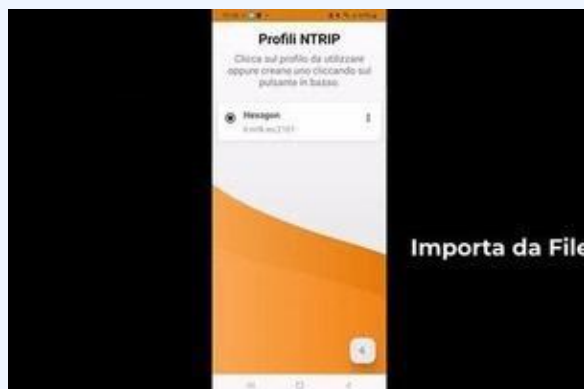 Profili NTRIP
Clicca sul profilo da utilizzare
oppure creane uno cliccando sul
pulsante in basso.
Hexagon
Importa da File